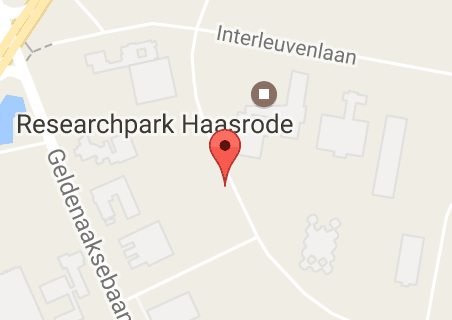 Interleuvenlaan
Researchpark Haasrode
Geldenaaksebaan